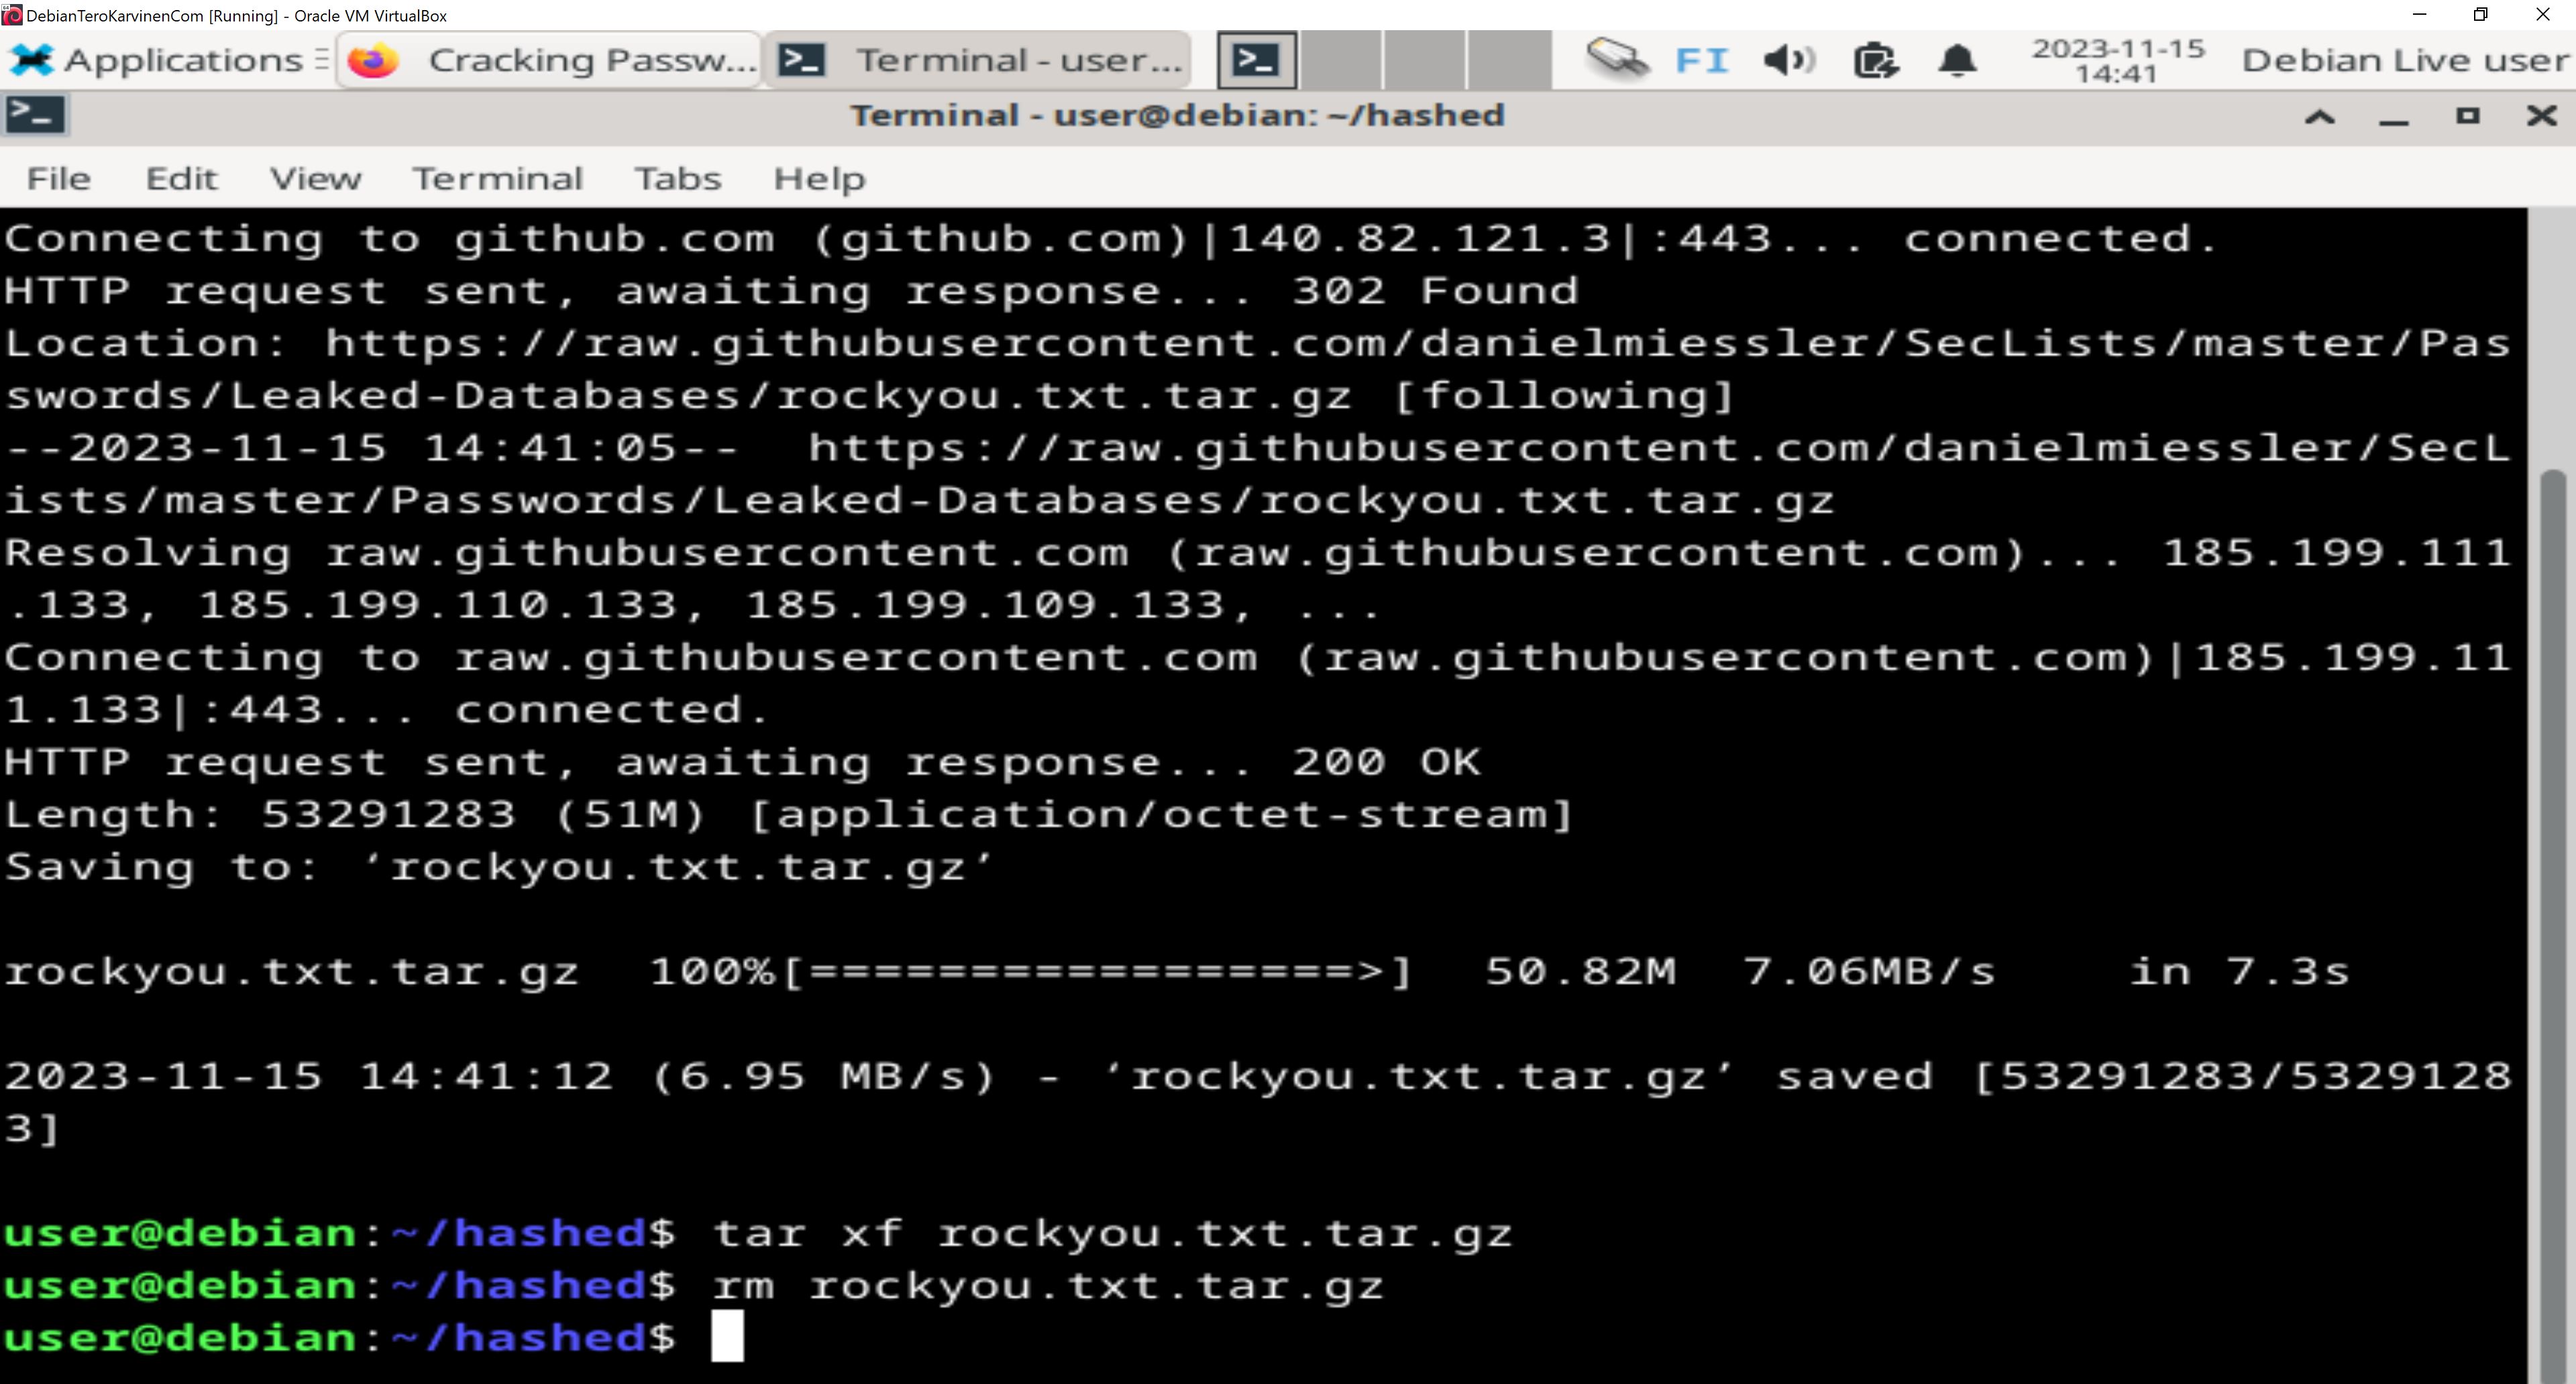 DebianTeroKarvinenCom [Running] - Oracle VM VirtualBox
Applications Cracking Passw... Terminal - user... FI 2023-11-15 14:41 Debian Live user
Terminal - user@debian: ~/hashed
File Edit View Terminal Tabs Help
Connecting to github.com (github.com)|140.82.121.3|:443... connected.
HTTP request sent, awaiting response... 302 Found
Location: https://raw.githubusercontent.com/danielmiessler/SecLists/master/Pas
swords/Leaked-Databases/rockyou.txt.tar.gz [following]
--2023-11-15 14:41:05--  https://raw.githubusercontent.com/danielmiessler/SecL
ists/master/Passwords/Leaked-Databases/rockyou.txt.tar.gz
Resolving raw.githubusercontent.com (raw.githubusercontent.com)... 185.199.111
.133, 185.199.110.133, 185.199.109.133, ...
Connecting to raw.githubusercontent.com (raw.githubusercontent.com)|185.199.11
1.133|:443... connected.
HTTP request sent, awaiting response... 200 OK
Length: 53291283 (51M) [application/octet-stream]
Saving to: ‘rockyou.txt.tar.gz’
rockyou.txt.tar.gz  100%[=================>]  50.82M  7.06MB/s    in 7.3s
2023-11-15 14:41:12 (6.95 MB/s) - ‘rockyou.txt.tar.gz’ saved [53291283/5329128
3]
user@debian:~/hashed$ tar xf rockyou.txt.tar.gz
user@debian:~/hashed$ rm rockyou.txt.tar.gz
user@debian:~/hashed$